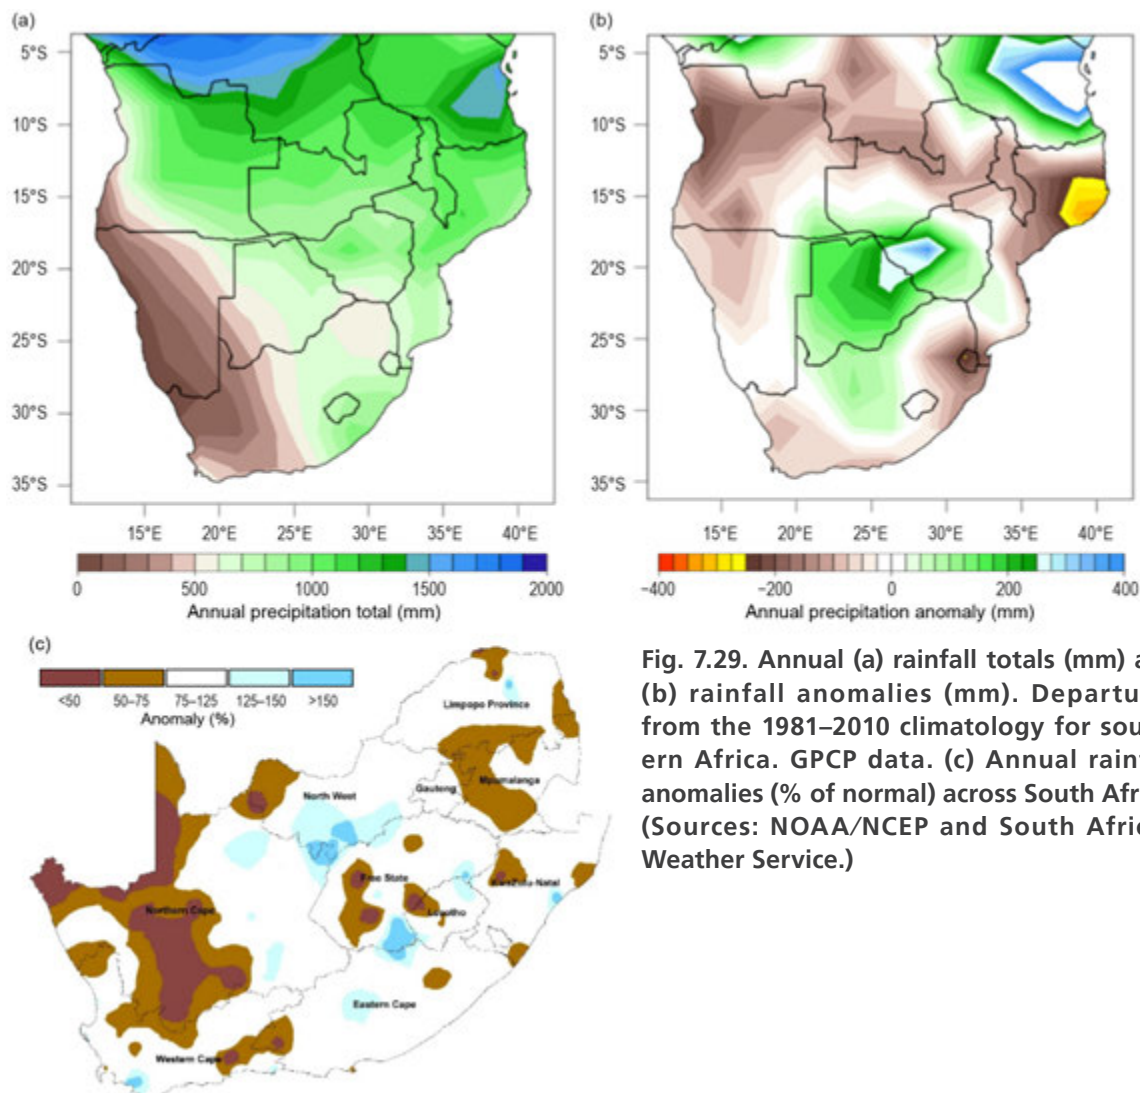 (a)
5°S
10°S
15°S
20°S
25°S
30°S
35°S
15°E 20°E 25°E 30°E 35°E 40°E
0 500 1000 1500 2000
Annual precipitation total (mm)
(b)
5°S
10°S
15°S
20°S
25°S
30°S
35°S
15°E 20°E 25°E 30°E 35°E 40°E
−400 −200 0 200 400
Annual precipitation anomaly (mm)
(c)
<50 50–75 75–125 125–150 >150
Anomaly (%)
Limpopo Province
Mpumalanga
Gauteng
North West
Free State
KwaZulu-Natal
Northern Cape
Lesotho
Eastern Cape
Western Cape
Fig. 7.29. Annual (a) rainfall totals (mm) a
(b) rainfall anomalies (mm). Departu
from the 1981–2010 climatology for sou
ern Africa. GPCP data. (c) Annual rain
anomalies (% of normal) across South Afr
(Sources: NOAA/NCEP and South Afric
Weather Service.)